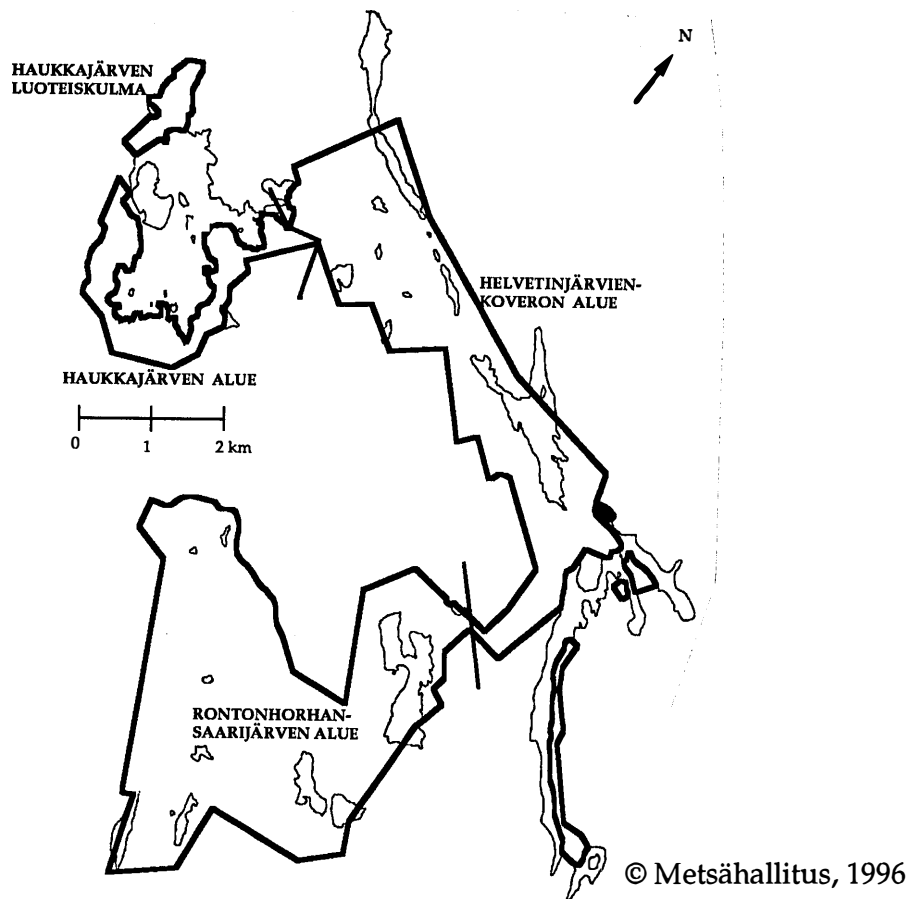 N
HAUKKAJÄRVEN
LUOTEISKULMA
HELVETINJÄRVIEN-
KOVERON ALUE
HAUKKAJÄRVEN ALUE
0 1 2 km
RONTONHORHAN-
SAARIJÄRVEN ALUE
© Metsähallitus, 1996